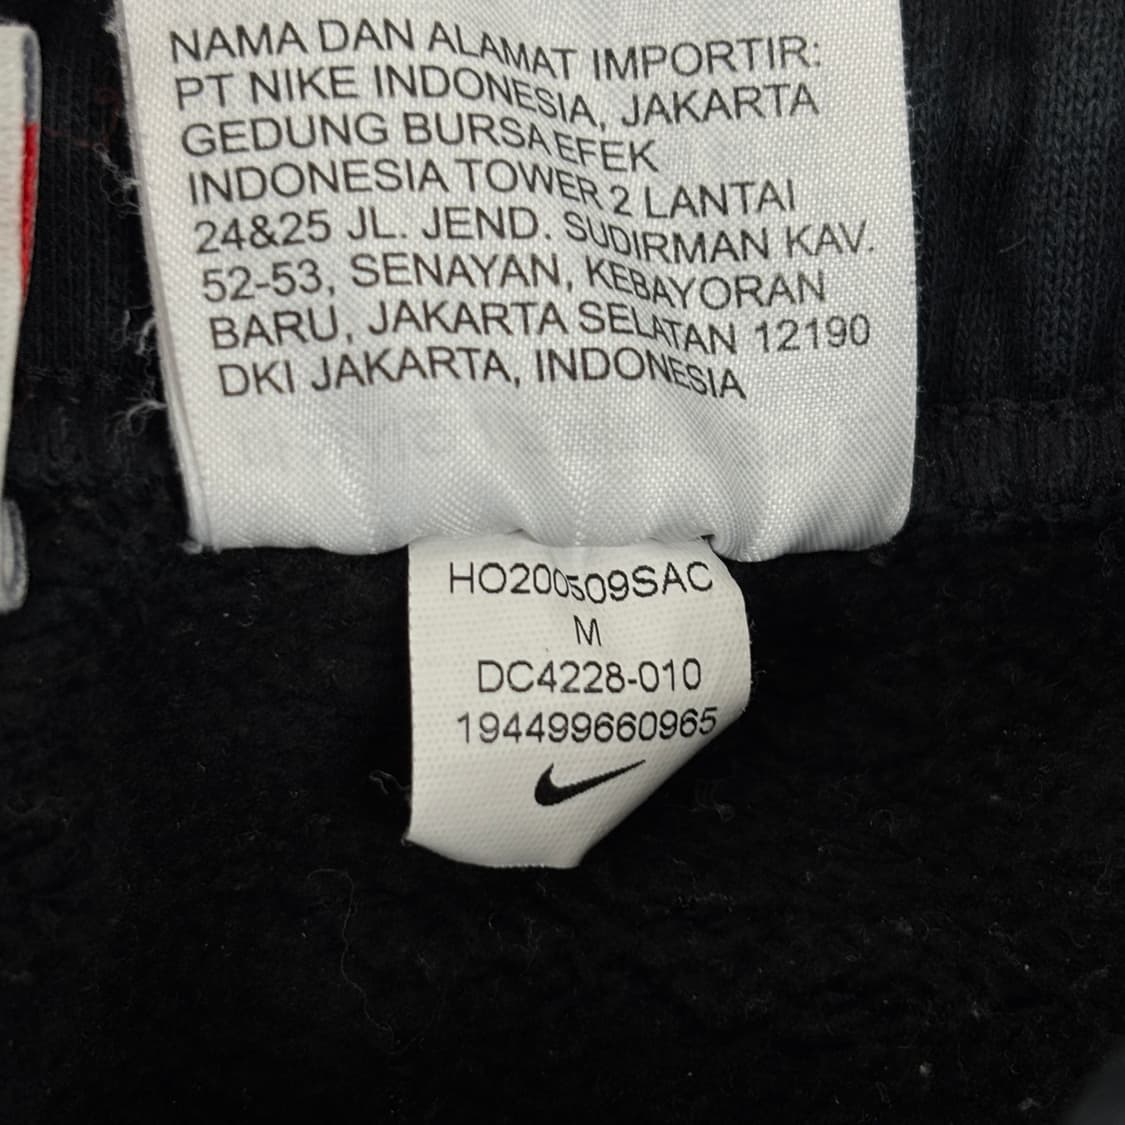 NAMA DAN ALAMAT IMPORTIR:
PT NIKE INDONESIA, JAKARTA
GEDUNG BURSA EFEK
INDONESIA TOWER 2 LANTAI
24&25 JL. JEND. SUDIRMAN KAV.
52-53, SENAYAN, KEBAYORAN
BARU, JAKARTA SELATAN 12190
DKI JAKARTA, INDONESIA
HO200509SAC
M
DC4228-010
194499660965